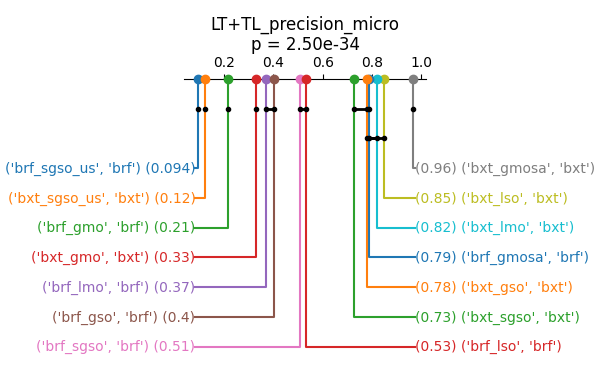 LT+TL_precision_micro
p = 2.50e-34
0.2 0.4 0.6 0.8 1.0
('brf_sgso_us', 'brf') (0.094) (0.96) ('bxt_gmosa', 'bxt')
('bxt_sgso_us', 'bxt') (0.12) (0.85) ('bxt_lso', 'bxt')
('brf_gmo', 'brf') (0.21) (0.82) ('bxt_lmo', 'bxt')
('bxt_gmo', 'bxt') (0.33) (0.79) ('brf_gmosa', 'brf')
('brf_lmo', 'brf') (0.37) (0.78) ('bxt_gso', 'bxt')
('brf_gso', 'brf') (0.4) (0.73) ('bxt_sgso', 'bxt')
('brf_sgso', 'brf') (0.51) (0.53) ('brf_lso', 'brf')